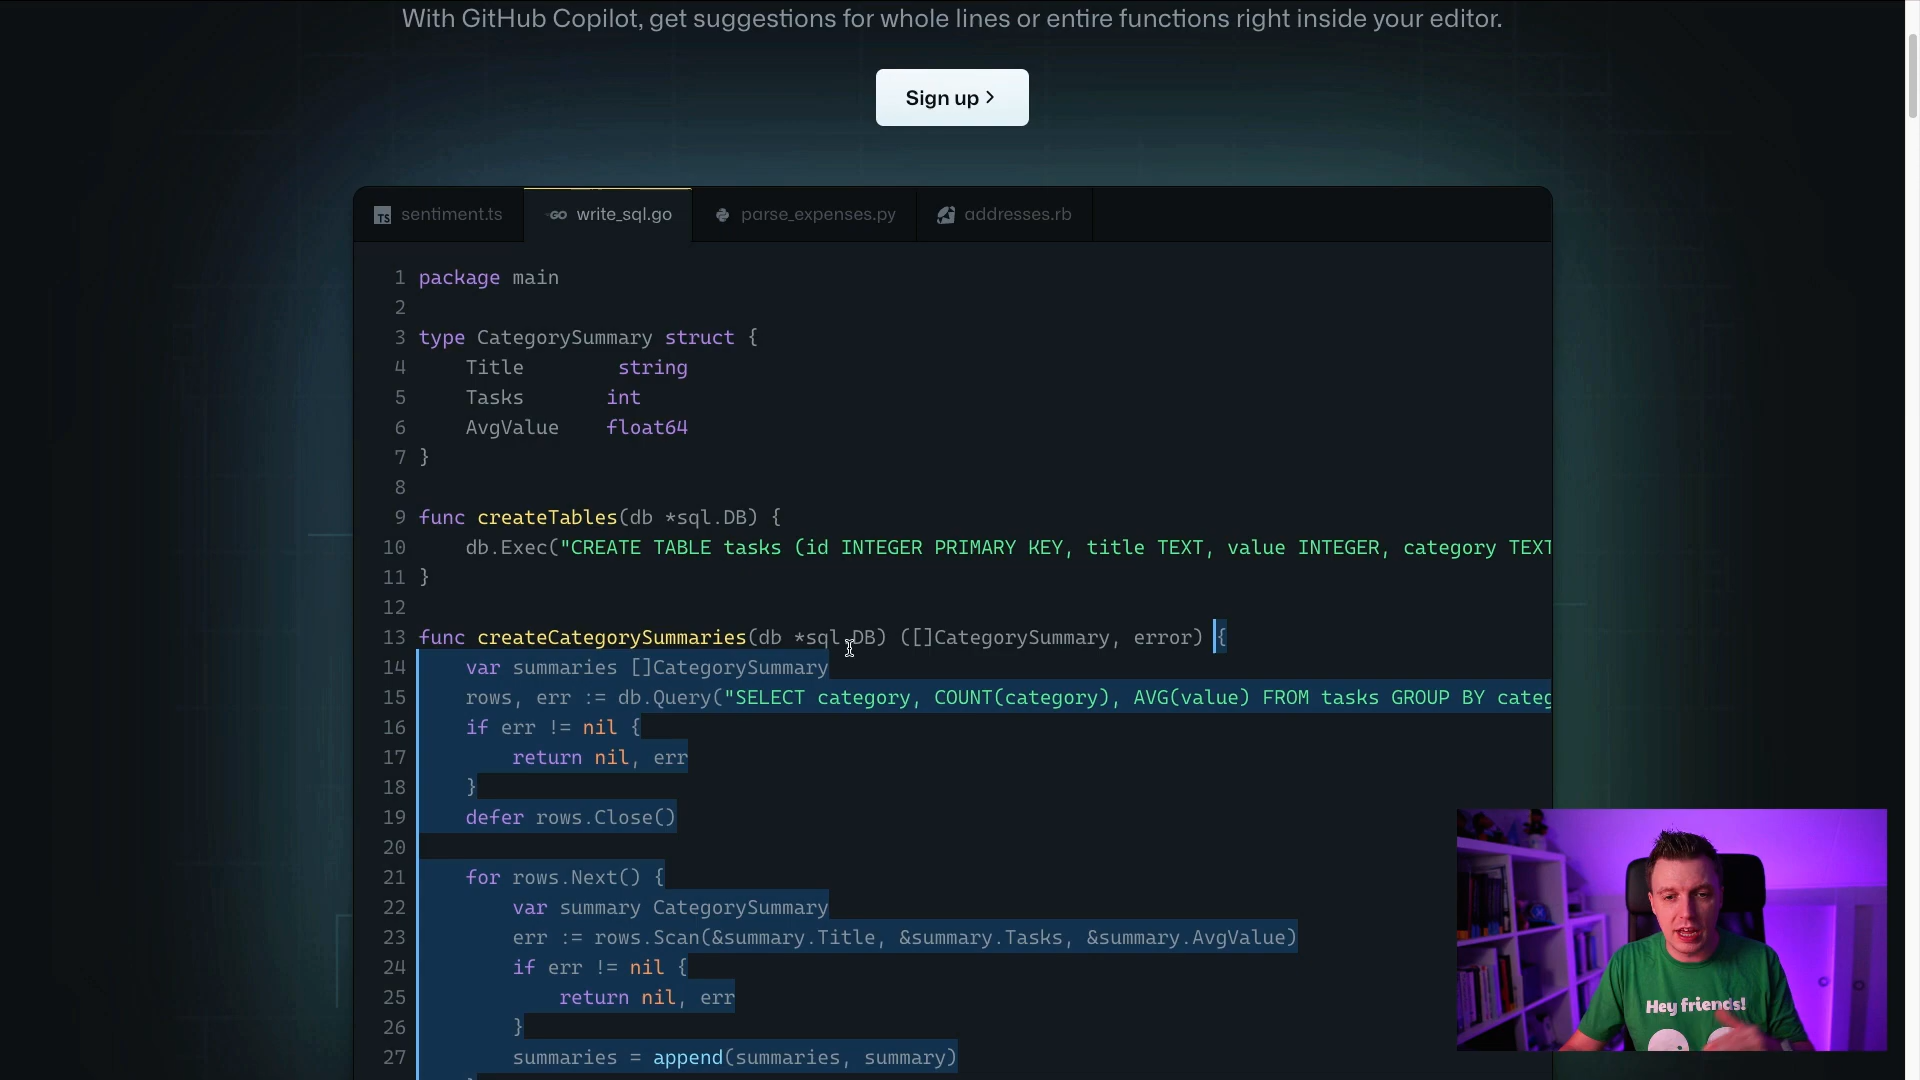 With GitHub Copilot, get suggestions for whole lines or entire functions right inside your editor.
Sign up >
TS sentiment.ts
GO write_sql.go
parse_expenses.py
addresses.rb
1 package main
2
3 type CategorySummary struct {
4 Title string
5 Tasks int
6 AvgValue float64
7 }
8
9 func createTables(db *sql.DB) {
10 db.Exec("CREATE TABLE tasks (id INTEGER PRIMARY KEY, title TEXT, value INTEGER, category TEXT
11 }
12
13 func createCategorySummaries(db *sql.DB) ([]CategorySummary, error) {
14 var summaries []CategorySummary
15 rows, err := db.Query("SELECT category, COUNT(category), AVG(value) FROM tasks GROUP BY categ
16 if err != nil {
17 return nil, err
18 }
19 defer rows.Close()
20
21 for rows.Next() {
22 var summary CategorySummary
23 err := rows.Scan(&summary.Title, &summary.Tasks, &summary.AvgValue)
24 if err != nil {
25 return nil, err
26 }
27 summaries = append(summaries, summary)
Hey friends!